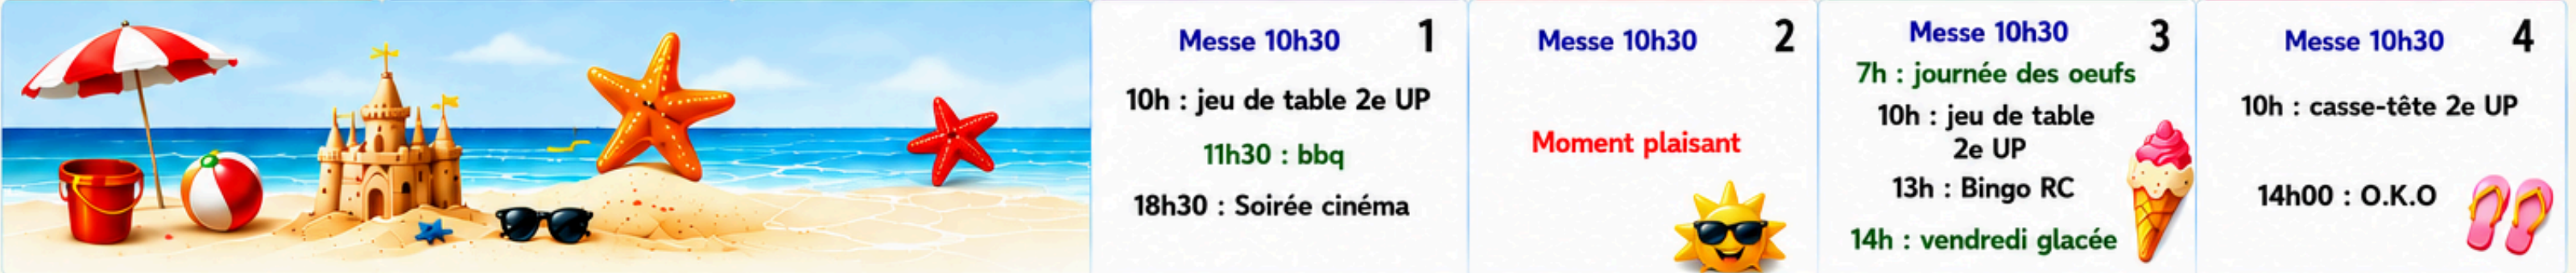 Messe 10h30 1
10h : jeu de table 2e UP
11h30 : bbq
18h30 : Soirée cinéma
Messe 10h30 2
Moment plaisant
Messe 10h30 3
7h : journée des oeufs
10h : jeu de table
2e UP
13h : Bingo RC
14h : vendredi glacée
Messe 10h30 4
10h : casse-tête 2e UP
14h00 : O.K.O